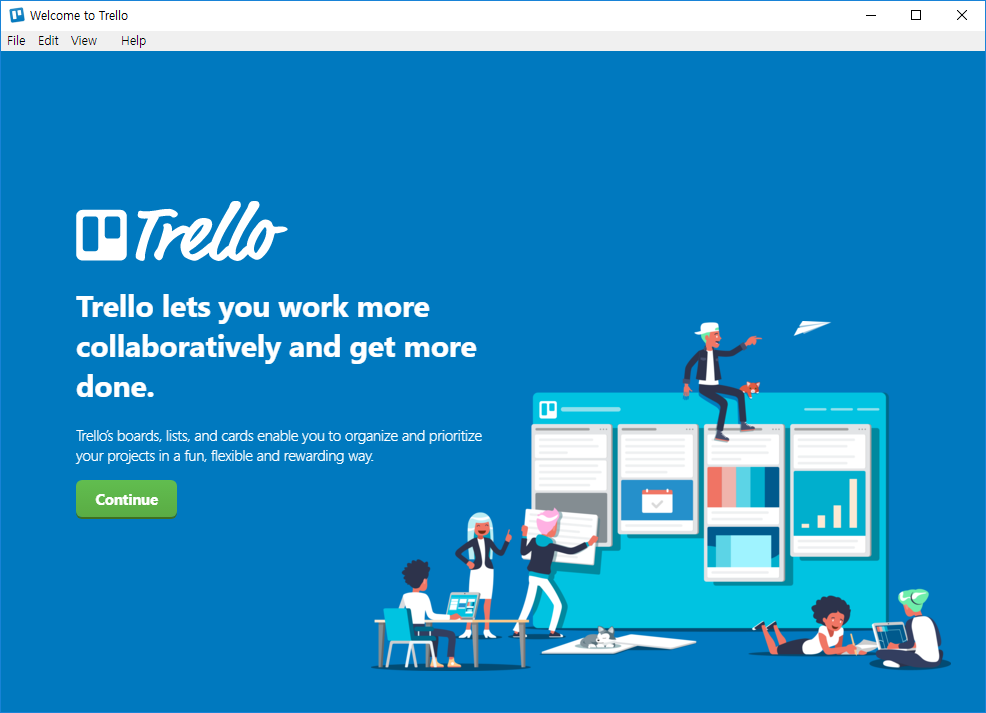 Welcome to Trello
File Edit View Help
Trello
Trello lets you work more
collaboratively and get more
done.
Trello's boards, lists, and cards enable you to organize and prioritize
your projects in a fun, flexible and rewarding way.
Continue